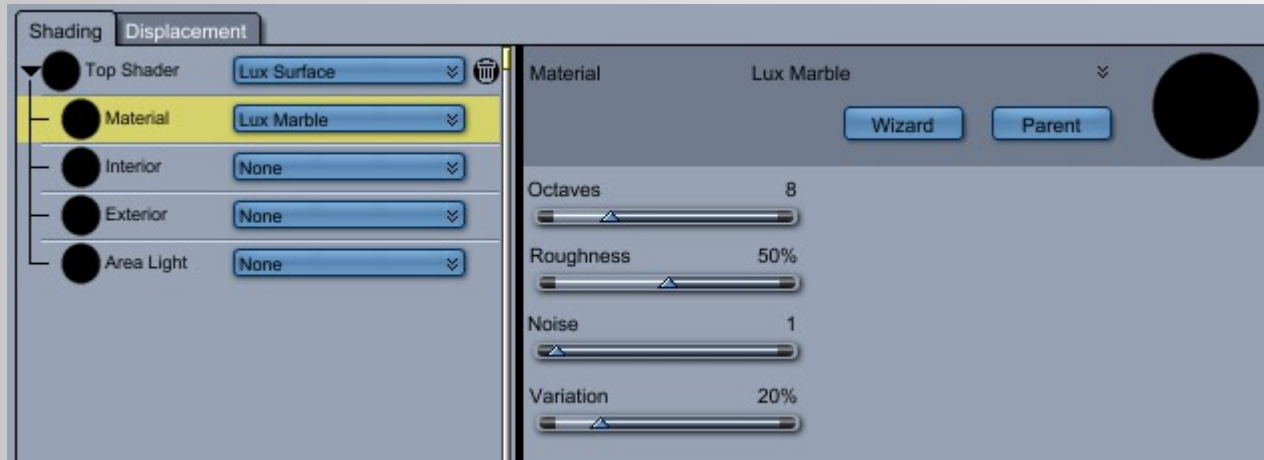 Shading Displacement
Top Shader Lux Surface
Material Lux Marble
Interior None
Exterior None
Area Light None
Material Lux Marble
Wizard Parent
Octaves 8
Roughness 50%
Noise 1
Variation 20%